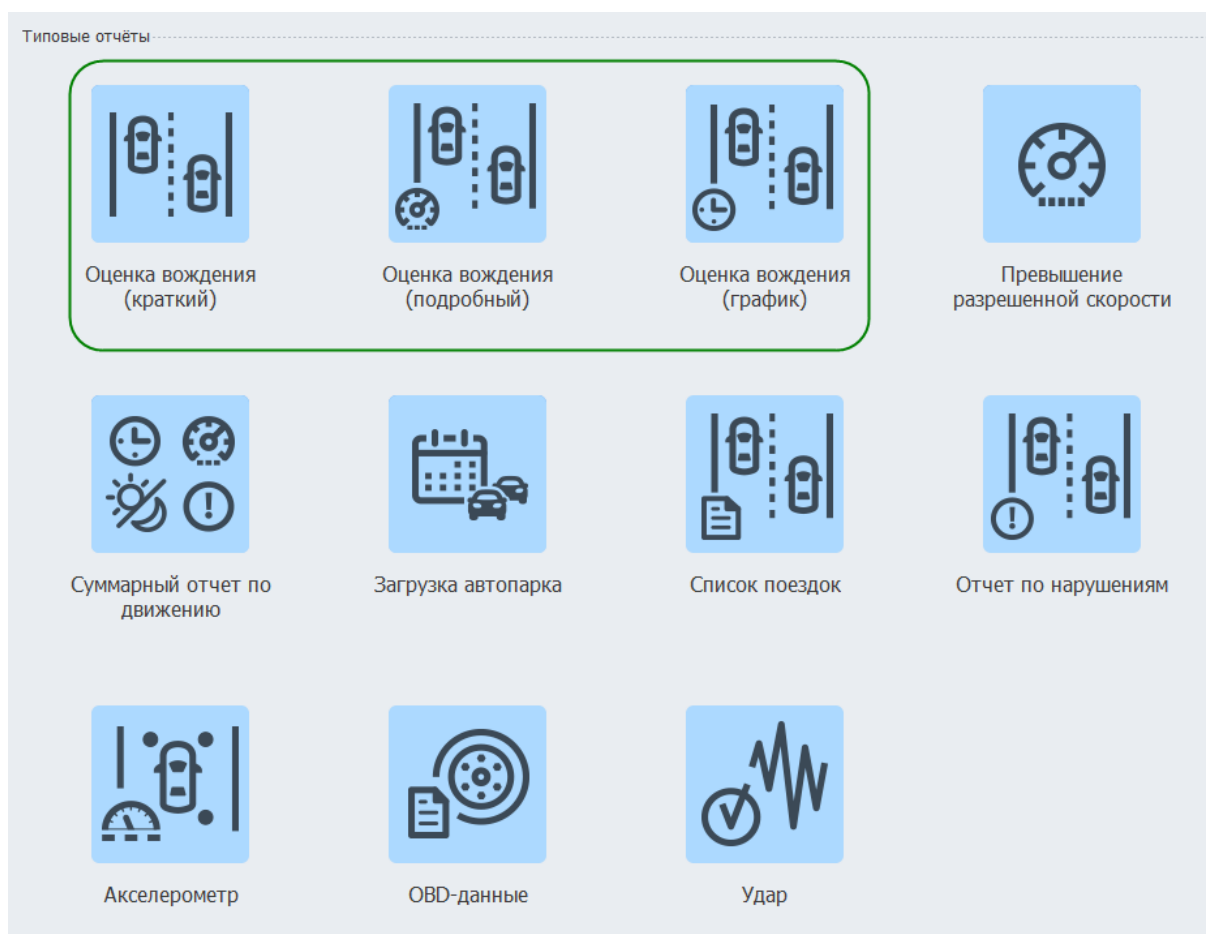 Типовые отчёты
Оценка вождения
(краткий)
Оценка вождения
(подробный)
Оценка вождения
(график)
Превышение
разрешенной скорости
Суммарный отчет по
движению
Загрузка автопарка
Список поездок
Отчет по нарушениям
Акселерометр
OBD-данные
Удар